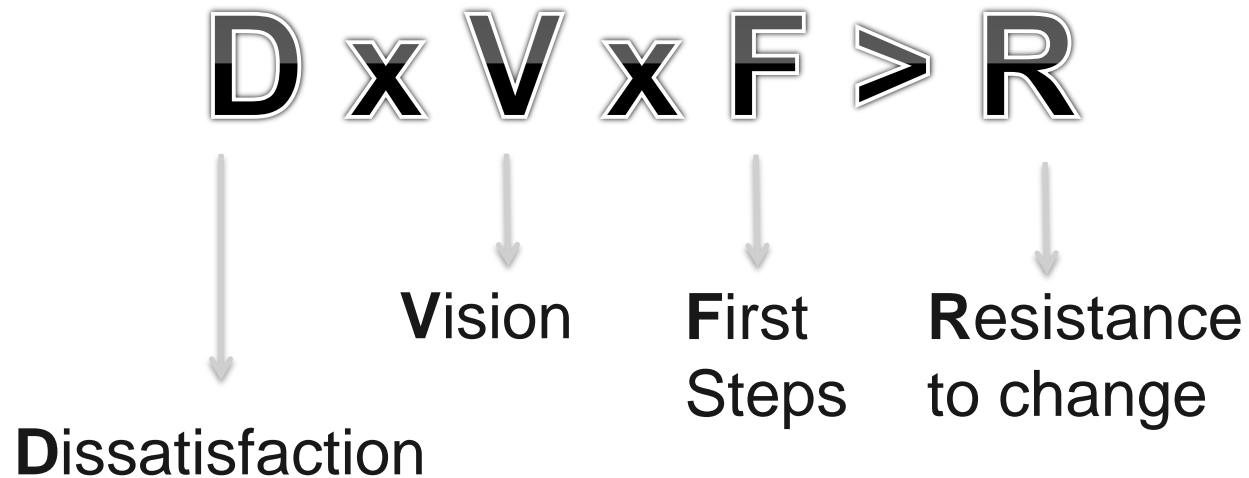 D x V x F > R
Vision
First
Steps
Resistance
to change
Dissatisfaction